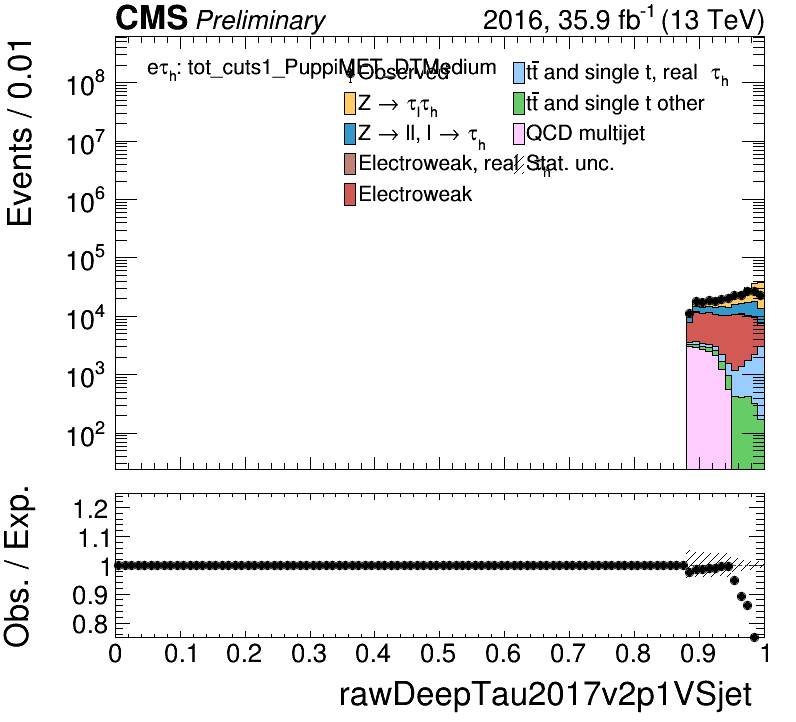 CMS Preliminary 2016, 35.9 fb⁻¹ (13 TeV)
Events / 0.01
eτh: tot_cuts1_PuppiMET_DTMedium
Observed
Z → τlτh
Z → ll, l → τh
Electroweak, real τh
Electroweak
tt̄ and single t, real τh
tt̄ and single t other
QCD multijet
Stat. unc.
10⁸
10⁷
10⁶
10⁵
10⁴
10³
10²
Obs. / Exp.
1.2
1.1
1
0.9
0.8
0 0.1 0.2 0.3 0.4 0.5 0.6 0.7 0.8 0.9 1
rawDeepTau2017v2p1VSjet